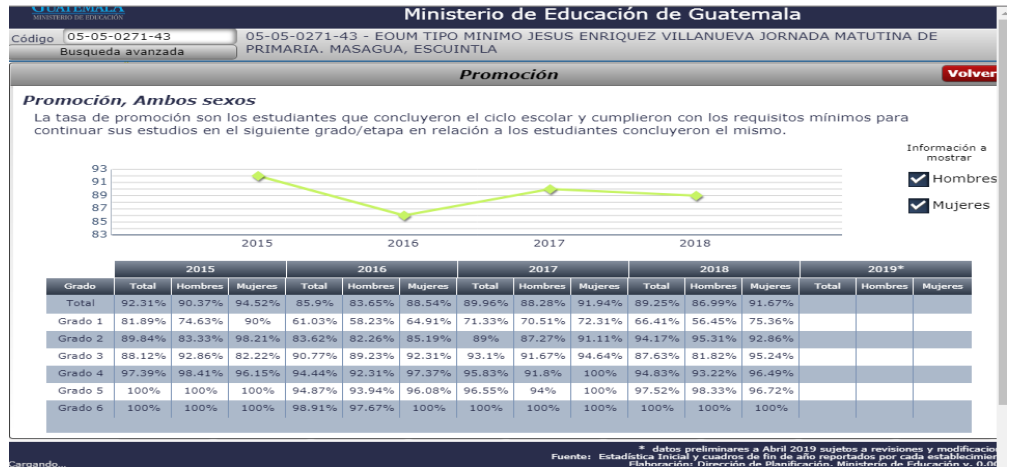 GUATEMALA
MINISTERIO DE EDUCACIÓN
Ministerio de Educación de Guatemala
Código 05-05-0271-43
Busqueda avanzada
05-05-0271-43 - EOUM TIPO MINIMO JESUS ENRIQUEZ VILLANUEVA JORNADA MATUTINA DE
PRIMARIA. MASAGUA, ESCUINTLA
Promoción Volver
Promoción, Ambos sexos
La tasa de promoción son los estudiantes que concluyeron el ciclo escolar y cumplieron con los requisitos mínimos para
continuar sus estudios en el siguiente grado/etapa en relación a los estudiantes concluyeron el mismo.
Información a
mostrar
Hombres
Mujeres
93
91
89
87
85
83
2015 2016 2017 2018
2015 2016 2017 2018 2019*
Grado Total Hombres Mujeres Total Hombres Mujeres Total Hombres Mujeres Total Hombres Mujeres Total Hombres Mujeres
Total 92.31% 90.37% 94.52% 85.9% 83.65% 88.54% 89.96% 88.28% 91.94% 89.25% 86.99% 91.67%
Grado 1 81.89% 74.63% 90% 61.03% 58.23% 64.91% 71.33% 70.51% 72.31% 66.41% 56.45% 75.36%
Grado 2 89.84% 83.33% 98.21% 83.62% 82.26% 85.19% 89% 87.27% 91.11% 94.17% 95.31% 92.86%
Grado 3 88.12% 92.86% 82.22% 90.77% 89.23% 92.31% 93.1% 91.67% 94.64% 87.63% 81.82% 95.24%
Grado 4 97.39% 98.41% 96.15% 94.44% 92.31% 97.37% 95.83% 91.8% 100% 94.83% 93.22% 96.49%
Grado 5 100% 100% 100% 94.87% 93.94% 96.08% 96.55% 94% 100% 97.52% 98.33% 96.72%
Grado 6 100% 100% 100% 98.91% 97.67% 100% 100% 100% 100% 100% 100% 100%
* datos preliminares a Abril 2019 sujetos a revisiones y modificacio
Fuente: Estadística Inicial y cuadros de fin de año reportados por cada establecimien
Cargando... Elaboración: Dirección de Planificación. Ministerio de Educación v. 0.0